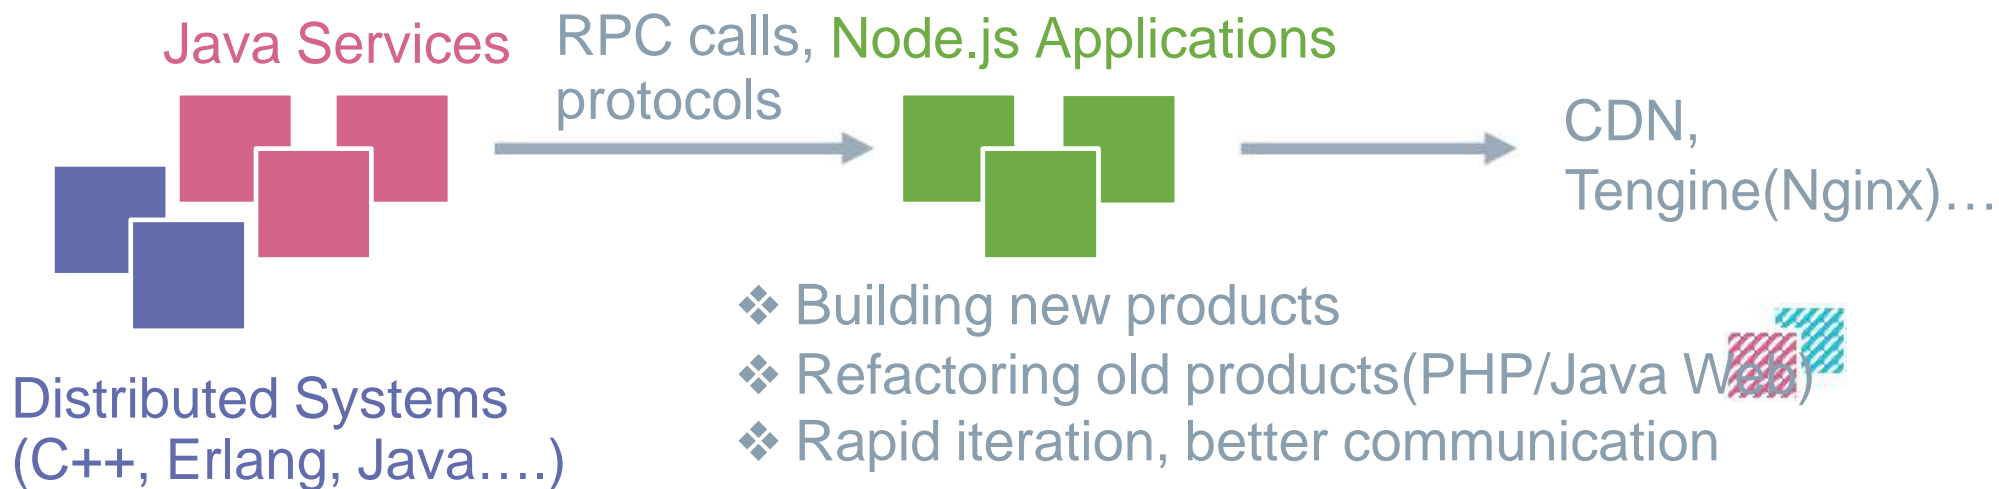 Java Services
RPC calls,
protocols
Node.js Applications
CDN,
Tengine(Nginx)…
Distributed Systems
(C++, Erlang, Java….)
❖ Building new products
❖ Refactoring old products(PHP/Java Web)
❖ Rapid iteration, better communication